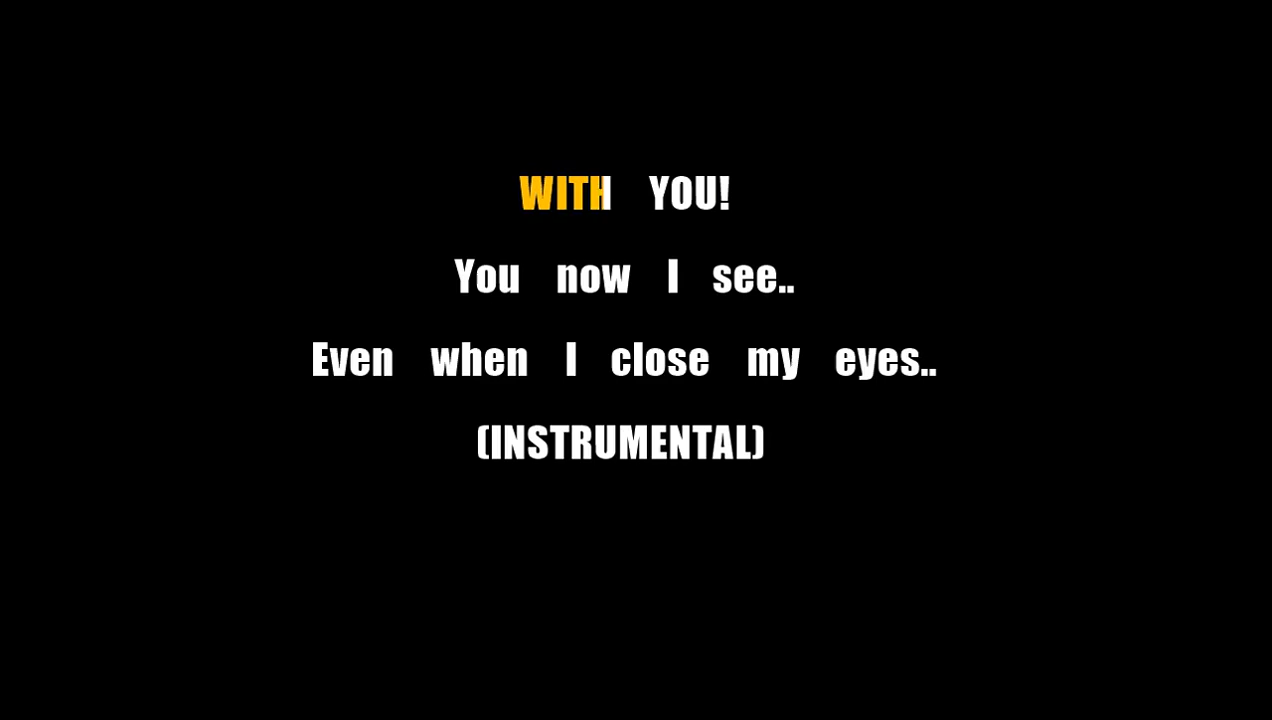 WITH YOU!
You now I see..
Even when I close my eyes..
(INSTRUMENTAL)